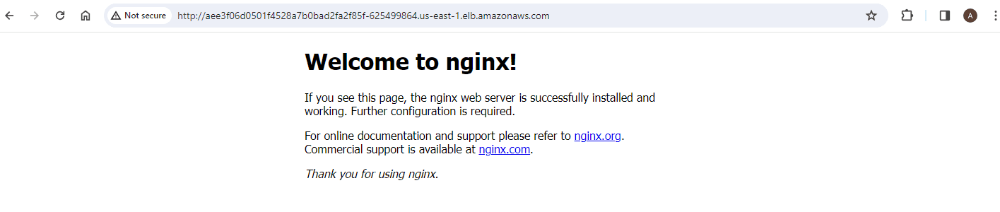 Not secure http://aee3f06d0501f4528a7b0bad2fa2f85f-625499864.us-east-1.elb.amazonaws.com A
Welcome to nginx!
If you see this page, the nginx web server is successfully installed and
working. Further configuration is required.
For online documentation and support please refer to nginx.org.
Commercial support is available at nginx.com.
Thank you for using nginx.